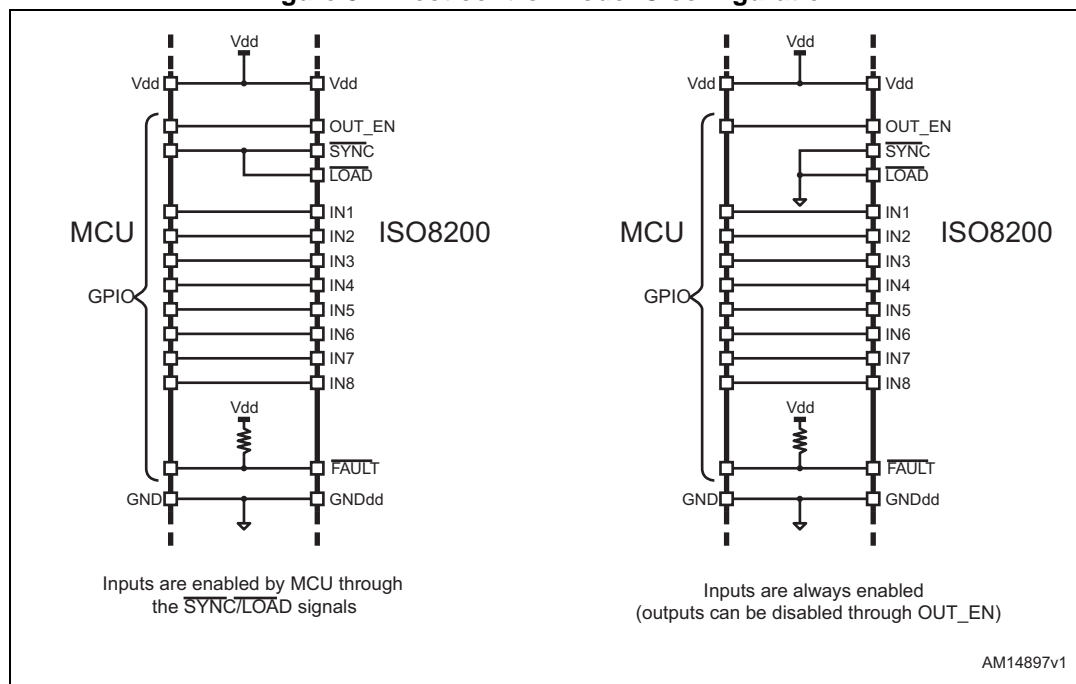 Vdd
Vdd Vdd
OUT_EN
SYNC
LOAD
IN1
MCU IN2 ISO8200
IN3
GPIO IN4
IN5
IN6
IN7
IN8
Vdd
FAULT
GND GNDdd
Inputs are enabled by MCU through
the SYNC/LOAD signals
Vdd
Vdd Vdd
OUT_EN
SYNC
LOAD
IN1
MCU IN2 ISO8200
IN3
GPIO IN4
IN5
IN6
IN7
IN8
Vdd
FAULT
GND GNDdd
Inputs are always enabled
(outputs can be disabled through OUT_EN)
AM14897v1